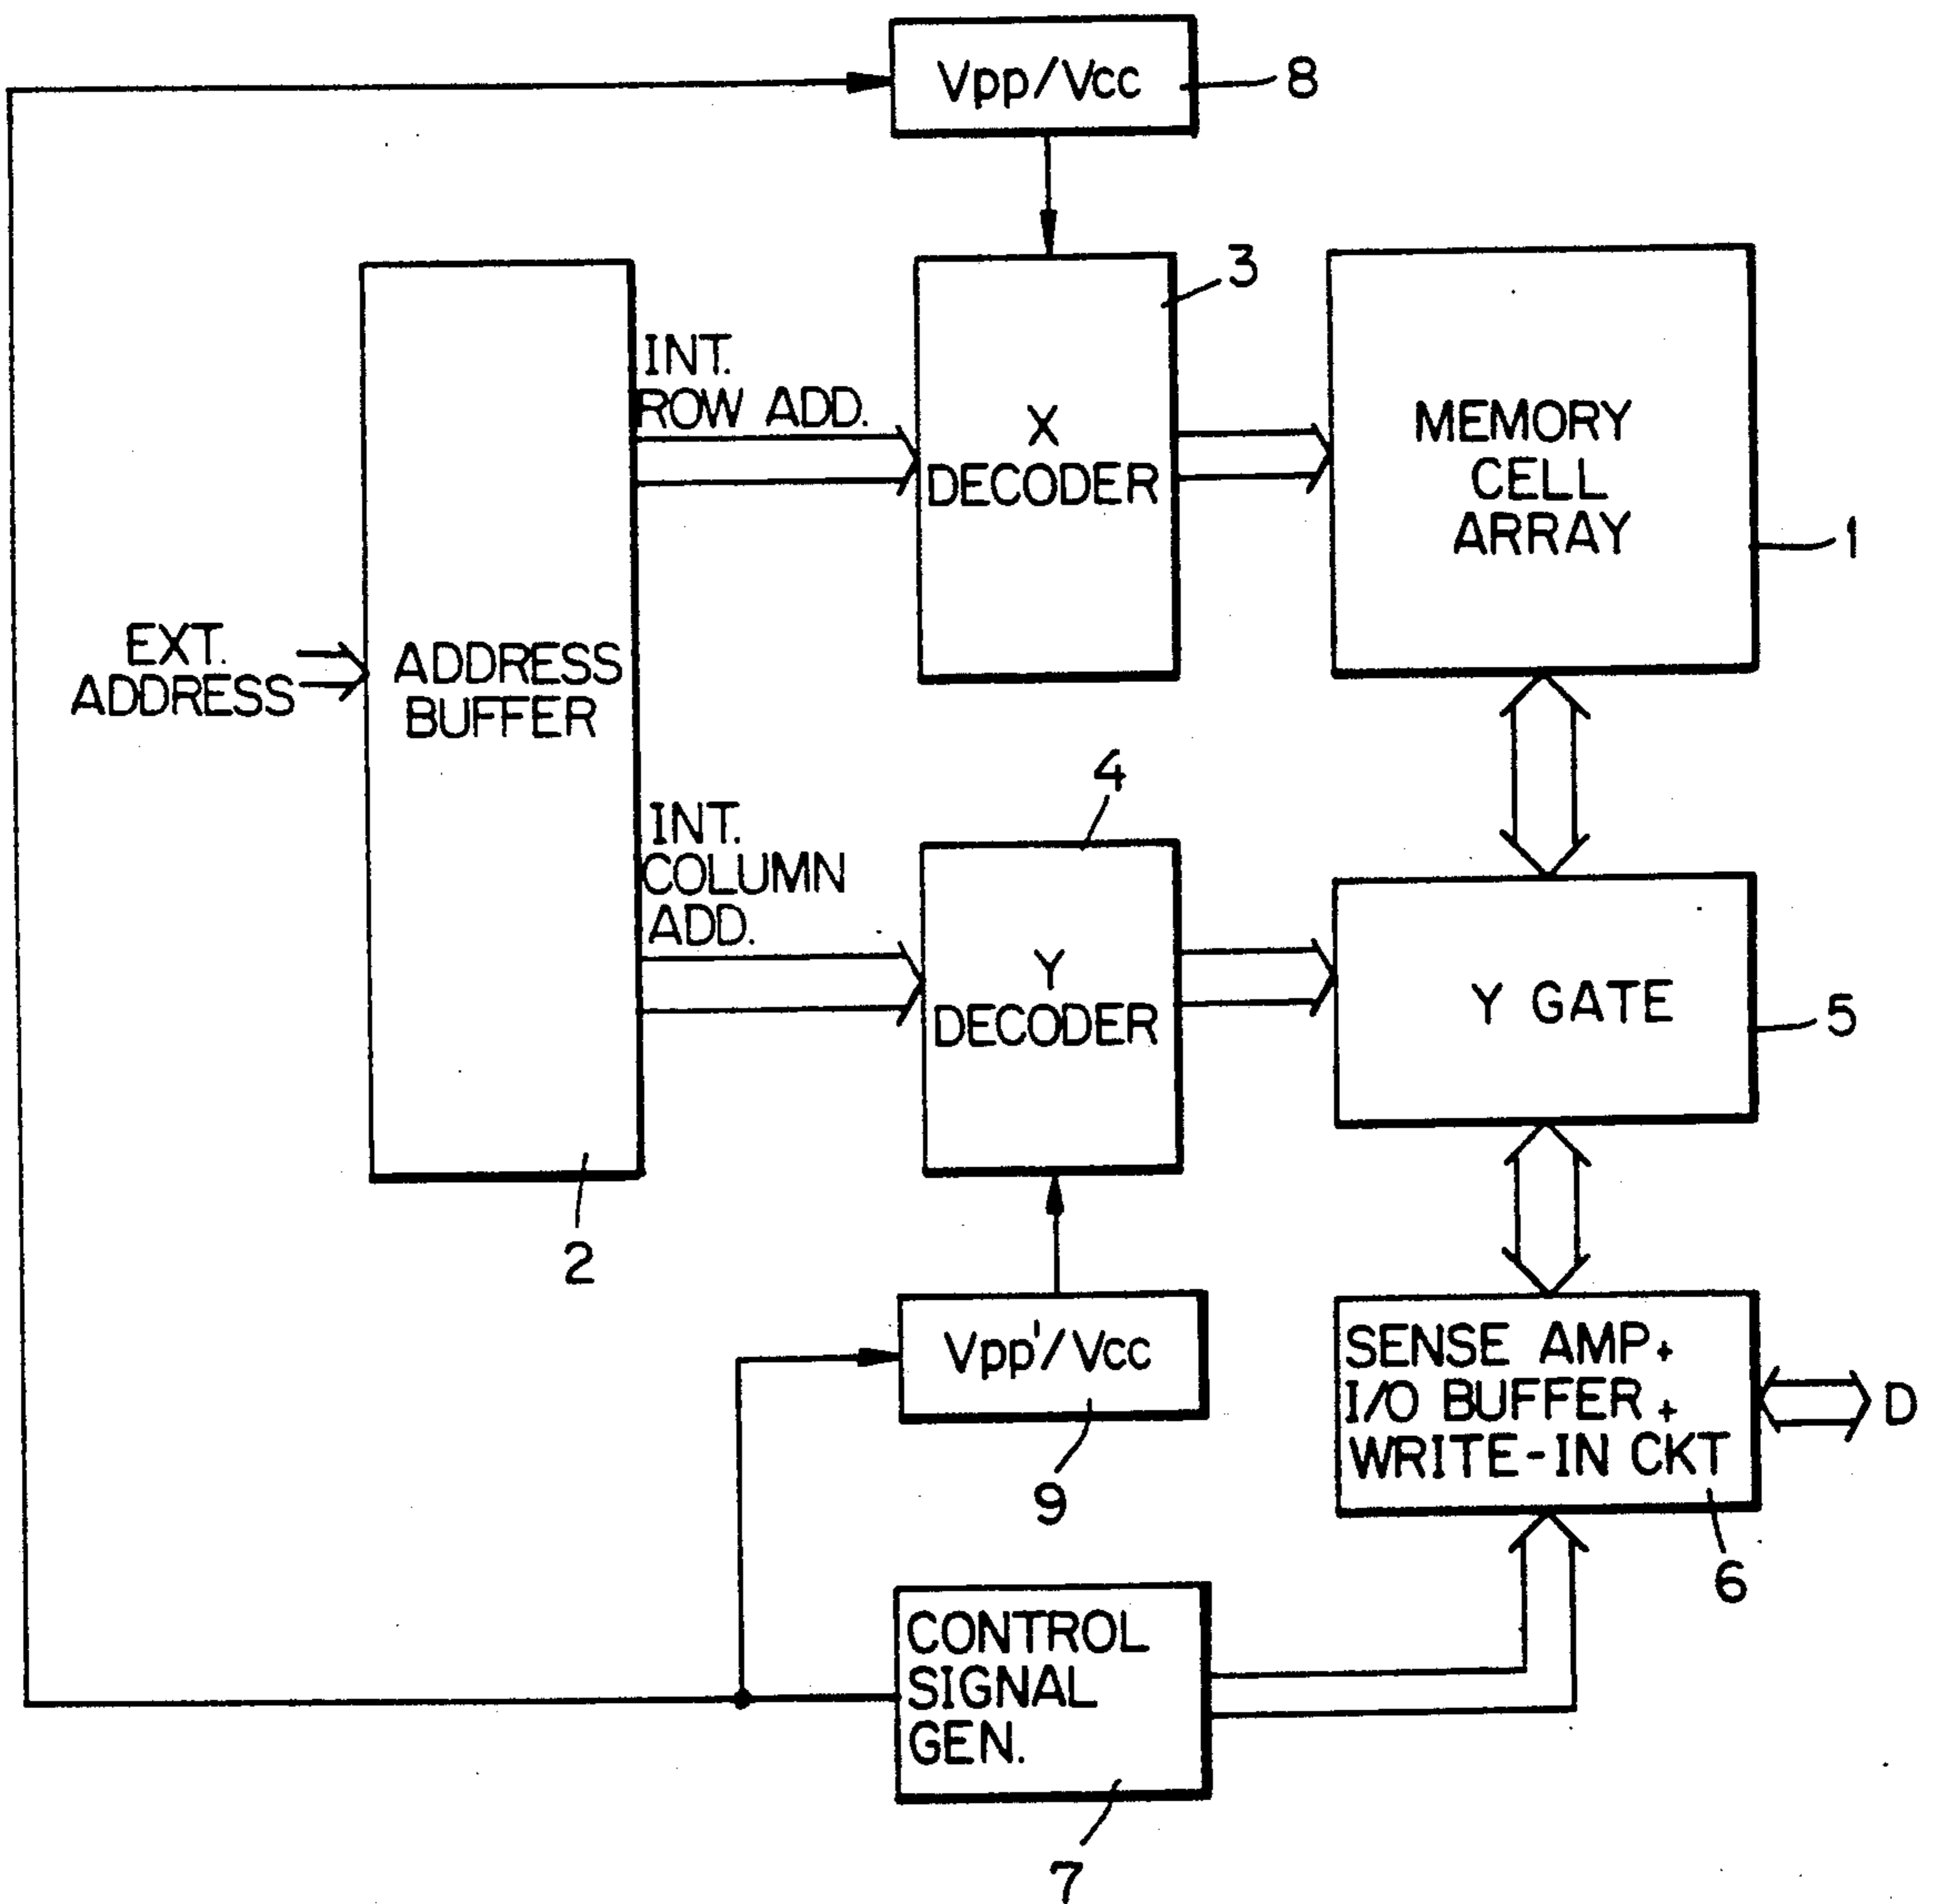 Vpp/Vcc
8
3
INT.
ROW ADD.
X
DECODER
MEMORY
CELL
ARRAY
1
EXT.
ADDRESS
ADDRESS
BUFFER
4
INT.
COLUMN
ADD.
Y
DECODER
Y GATE
5
2
Vpp'/Vcc
9
SENSE AMP+
I/O BUFFER+
WRITE-IN CKT
D
6
CONTROL
SIGNAL
GEN.
7